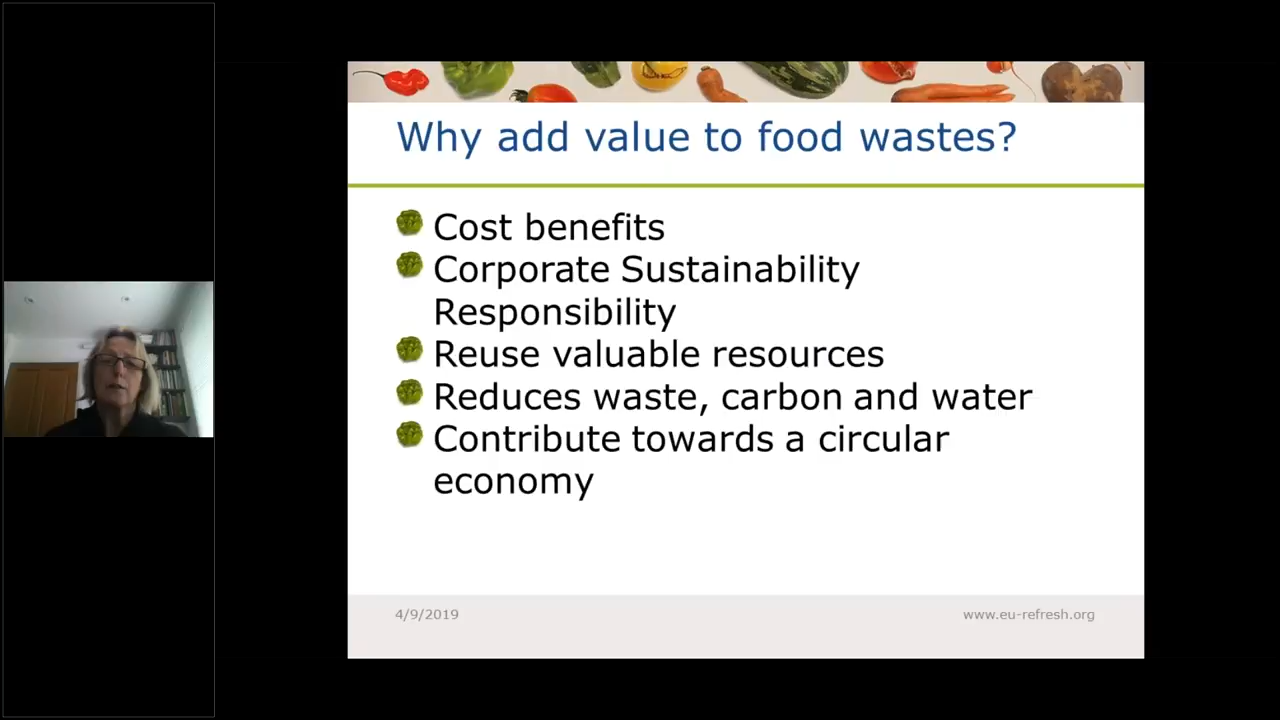 Why add value to food wastes?
Cost benefits
Corporate Sustainability
Responsibility
Reuse valuable resources
Reduces waste, carbon and water
Contribute towards a circular
economy
4/9/2019
www.eu-refresh.org